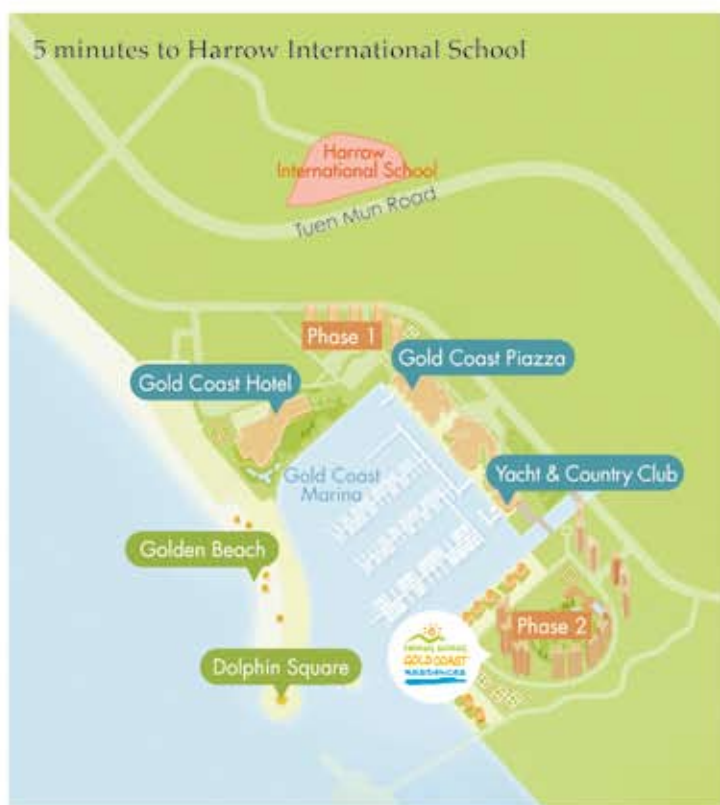 5 minutes to Harrow International School
Harrow
International School
Tuen Mun Road
Phase 1
Gold Coast Piazza
Gold Coast Hotel
Gold Coast
Marina
Yacht & Country Club
Golden Beach
Phase 2
GOLD COAST
RESIDENCES
Dolphin Square